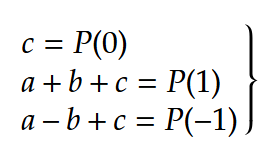 c = P(0)
a + b + c = P(1)
a − b + c = P(−1)